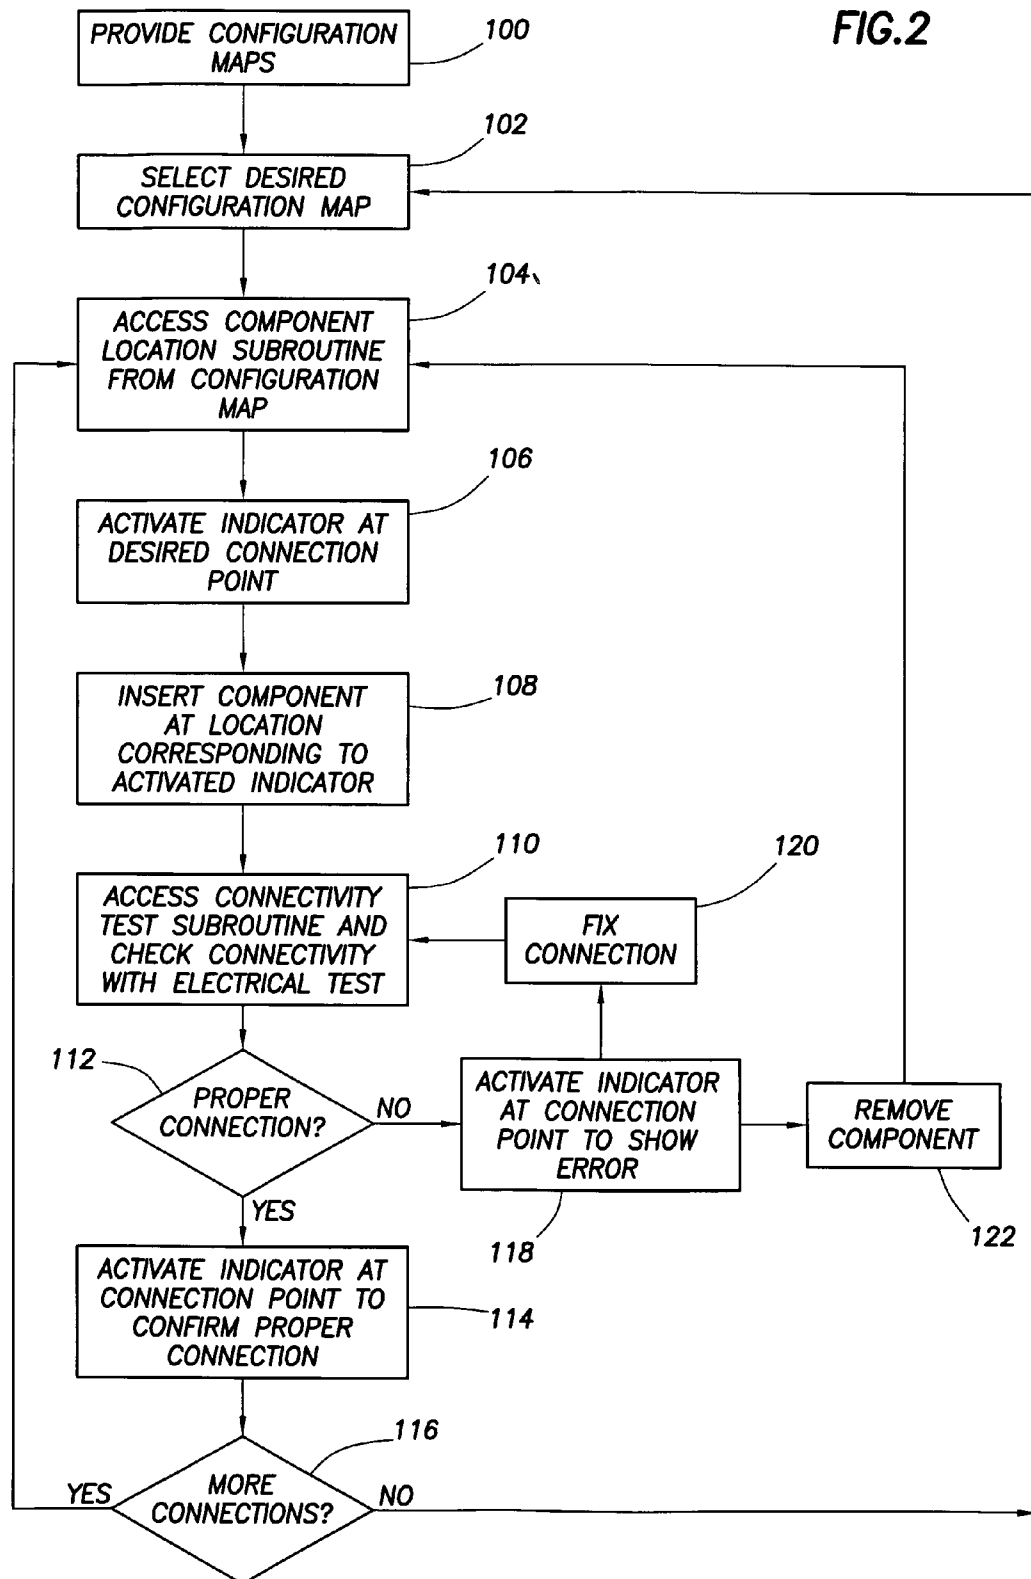 FIG.2
PROVIDE CONFIGURATION
MAPS
100
102
SELECT DESIRED
CONFIGURATION MAP
104
ACCESS COMPONENT
LOCATION SUBROUTINE
FROM CONFIGURATION
MAP
106
ACTIVATE INDICATOR AT
DESIRED CONNECTION
POINT
108
INSERT COMPONENT
AT LOCATION
CORRESPONDING TO
ACTIVATED INDICATOR
110
ACCESS CONNECTIVITY
TEST SUBROUTINE AND
CHECK CONNECTIVITY
WITH ELECTRICAL TEST
120
FIX
CONNECTION
112
PROPER
CONNECTION?
NO
YES
ACTIVATE INDICATOR
AT CONNECTION
POINT TO SHOW
ERROR
118
REMOVE
COMPONENT
122
ACTIVATE INDICATOR AT
CONNECTION POINT TO
CONFIRM PROPER
CONNECTION
114
116
MORE
CONNECTIONS?
YES
NO